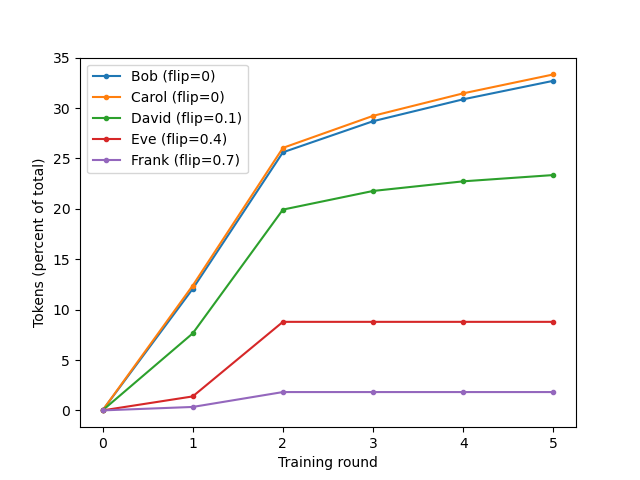 35
30
25
20
15
10
5
0
Tokens (percent of total)
Bob (flip=0)
Carol (flip=0)
David (flip=0.1)
Eve (flip=0.4)
Frank (flip=0.7)
0 1 2 3 4 5
Training round